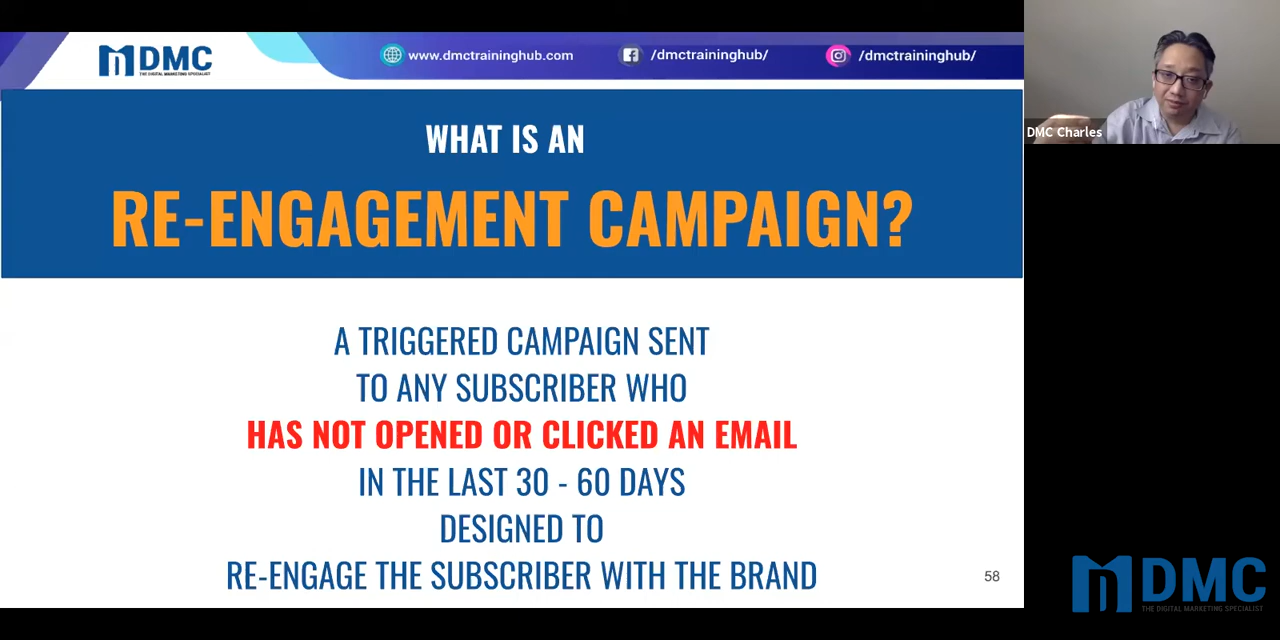 DMC
THE DIGITAL MARKETING SPECIALIST
www.dmctraininghub.com
/dmctraininghub/
/dmctraininghub/
DMC Charles
WHAT IS AN
RE-ENGAGEMENT CAMPAIGN?
A TRIGGERED CAMPAIGN SENT
TO ANY SUBSCRIBER WHO
HAS NOT OPENED OR CLICKED AN EMAIL
IN THE LAST 30 - 60 DAYS
DESIGNED TO
RE-ENGAGE THE SUBSCRIBER WITH THE BRAND
58
DMC
THE DIGITAL MARKETING SPECIALIST